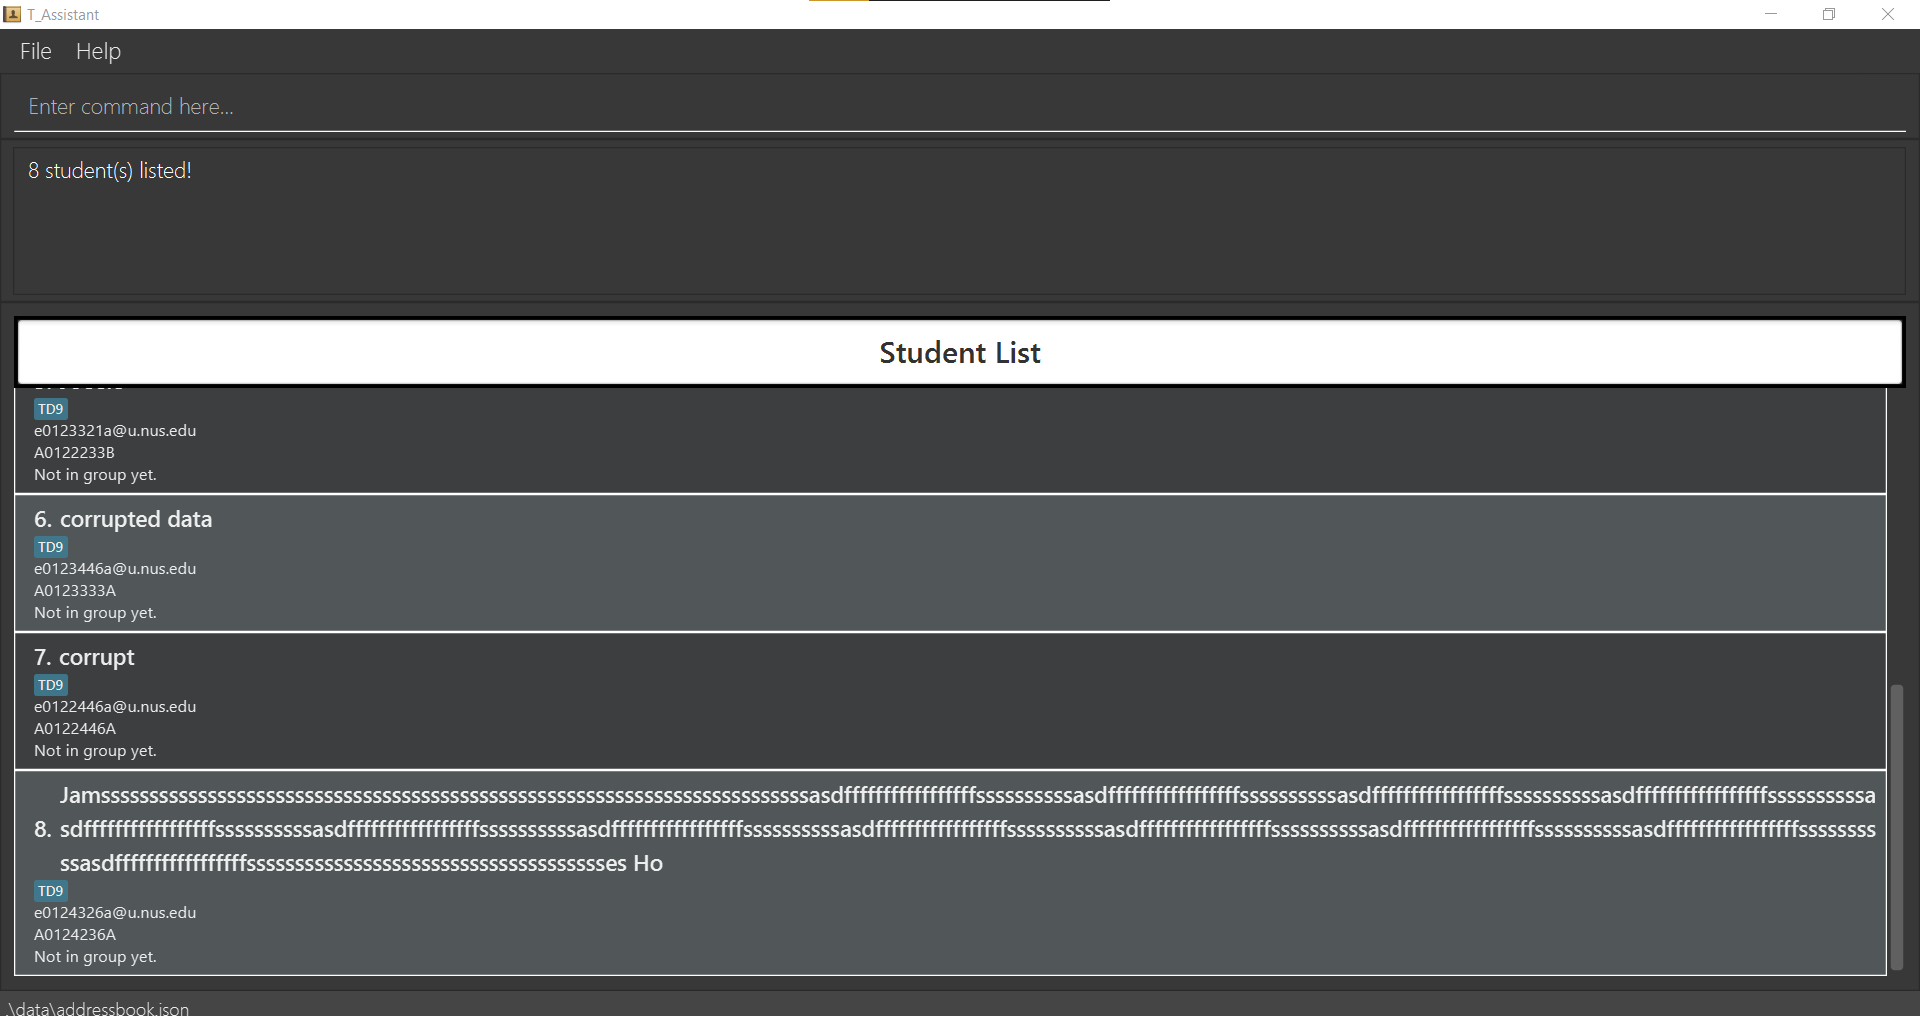 T_Assistant
File Help
Enter command here...
8 student(s) listed!
Student List
TD9
e0123321a@u.nus.edu
A0122233B
Not in group yet.
6. corrupted data
TD9
e0123446a@u.nus.edu
A0123333A
Not in group yet.
7. corrupt
TD9
e0122446a@u.nus.edu
A0122446A
Not in group yet.
8.
es Ho
TD9
e0124326a@u.nus.edu
A0124236A
Not in group yet.
.\data\addressbook.json